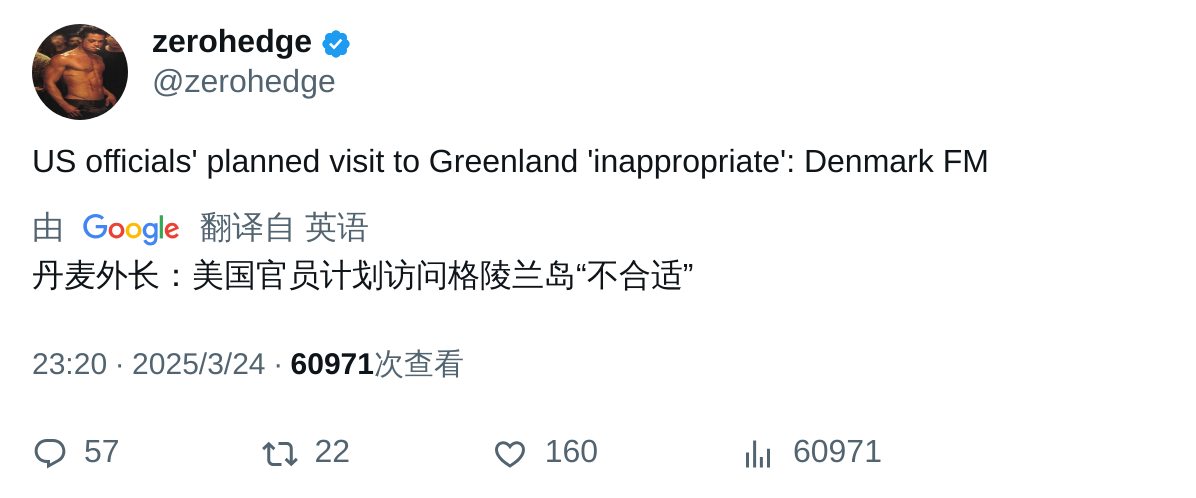 zerohedge
@zerohedge
US officials' planned visit to Greenland 'inappropriate': Denmark FM
由 Google 翻译自 英语
丹麦外长：美国官员计划访问格陵兰岛“不合适”
23:20 · 2025/3/24 · 60971次查看
57 22 160 60971